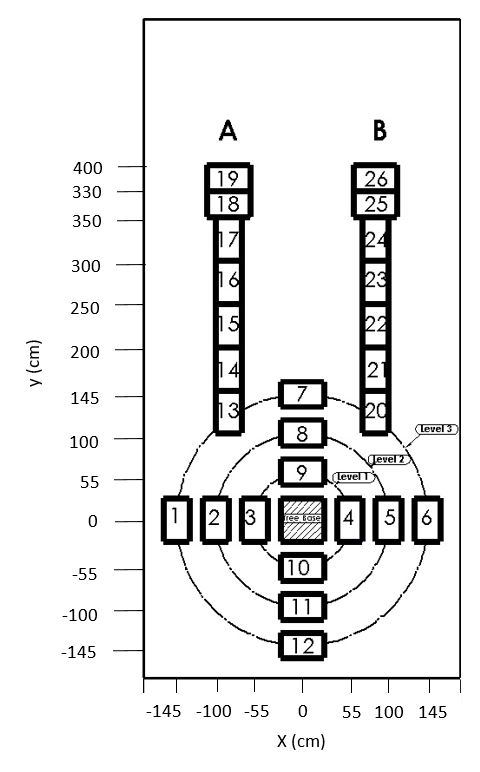 A B
400 19 26
330 18 25
350
17 24
300
16 23
250
15 22
200
14 21
145 7
13 20
Level 3
100 8
Level 2
9
Level 1
55
y (cm)
0 1 2 3 Tree Base 4 5 6
-55 10
-100 11
-145 12
-145 -100 -55 0 55 100 145
X (cm)